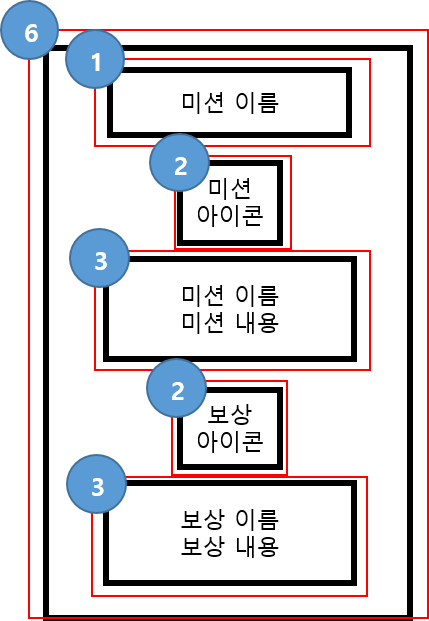 6
1
미션 이름
2
미션
아이콘
3
미션 이름
미션 내용
2
보상
아이콘
3
보상 이름
보상 내용